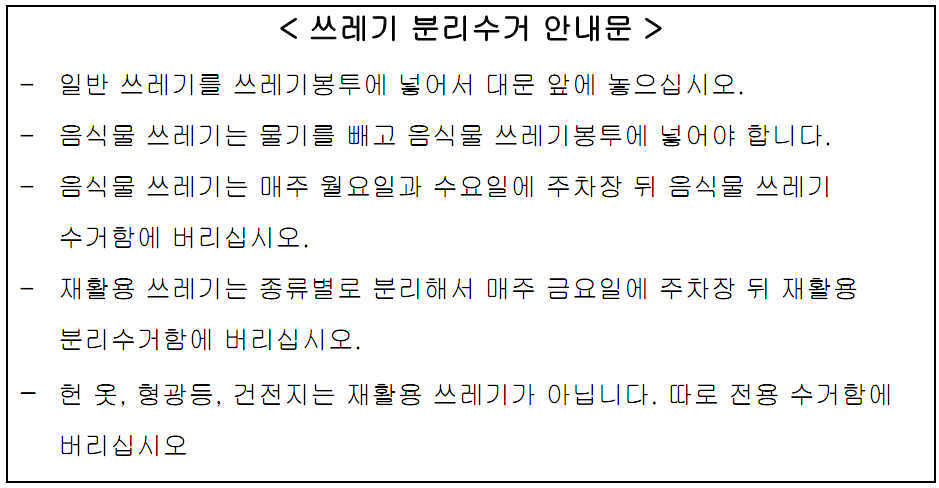 < 쓰레기 분리수거 안내문 >
- 일반 쓰레기를 쓰레기봉투에 넣어서 대문 앞에 놓으십시오.
- 음식물 쓰레기는 물기를 빼고 음식물 쓰레기봉투에 넣어야 합니다.
- 음식물 쓰레기는 매주 월요일과 수요일에 주차장 뒤 음식물 쓰레기
수거함에 버리십시오.
- 재활용 쓰레기는 종류별로 분리해서 매주 금요일에 주차장 뒤 재활용
분리수거함에 버리십시오.
- 헌 옷, 형광등, 건전지는 재활용 쓰레기가 아닙니다. 따로 전용 수거함에
버리십시오